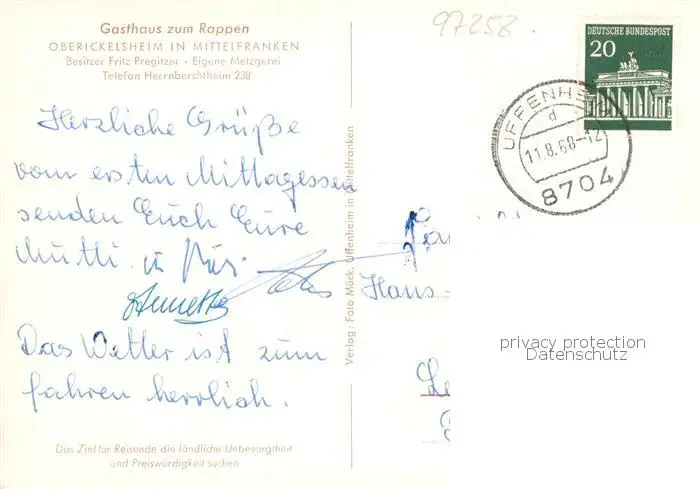 97258
Gasthaus zum Rappen
OBERICKELSHEIM IN MITTELFRANKEN
Besitzer Fritz Pregitzer · Eigene Metzgerei
Telefon Herrnberchtheim 238
DEUTSCHE BUNDESPOST
20
UFFENHEIM
d
11.8.68-12
8704
Herzliche Grüße
vom ersten Mittagessen
senden Euch Eure
Mutti
Annette
Das Wetter ist zum
fahren herrlich.
Das Ziel für Reisende die ländliche Unbesorgtheit
und Preiswürdigkeit suchen
Verlag: Foto Mück, Uffenheim in Mittelfranken
Hans-
privacy protection
Datenschutz